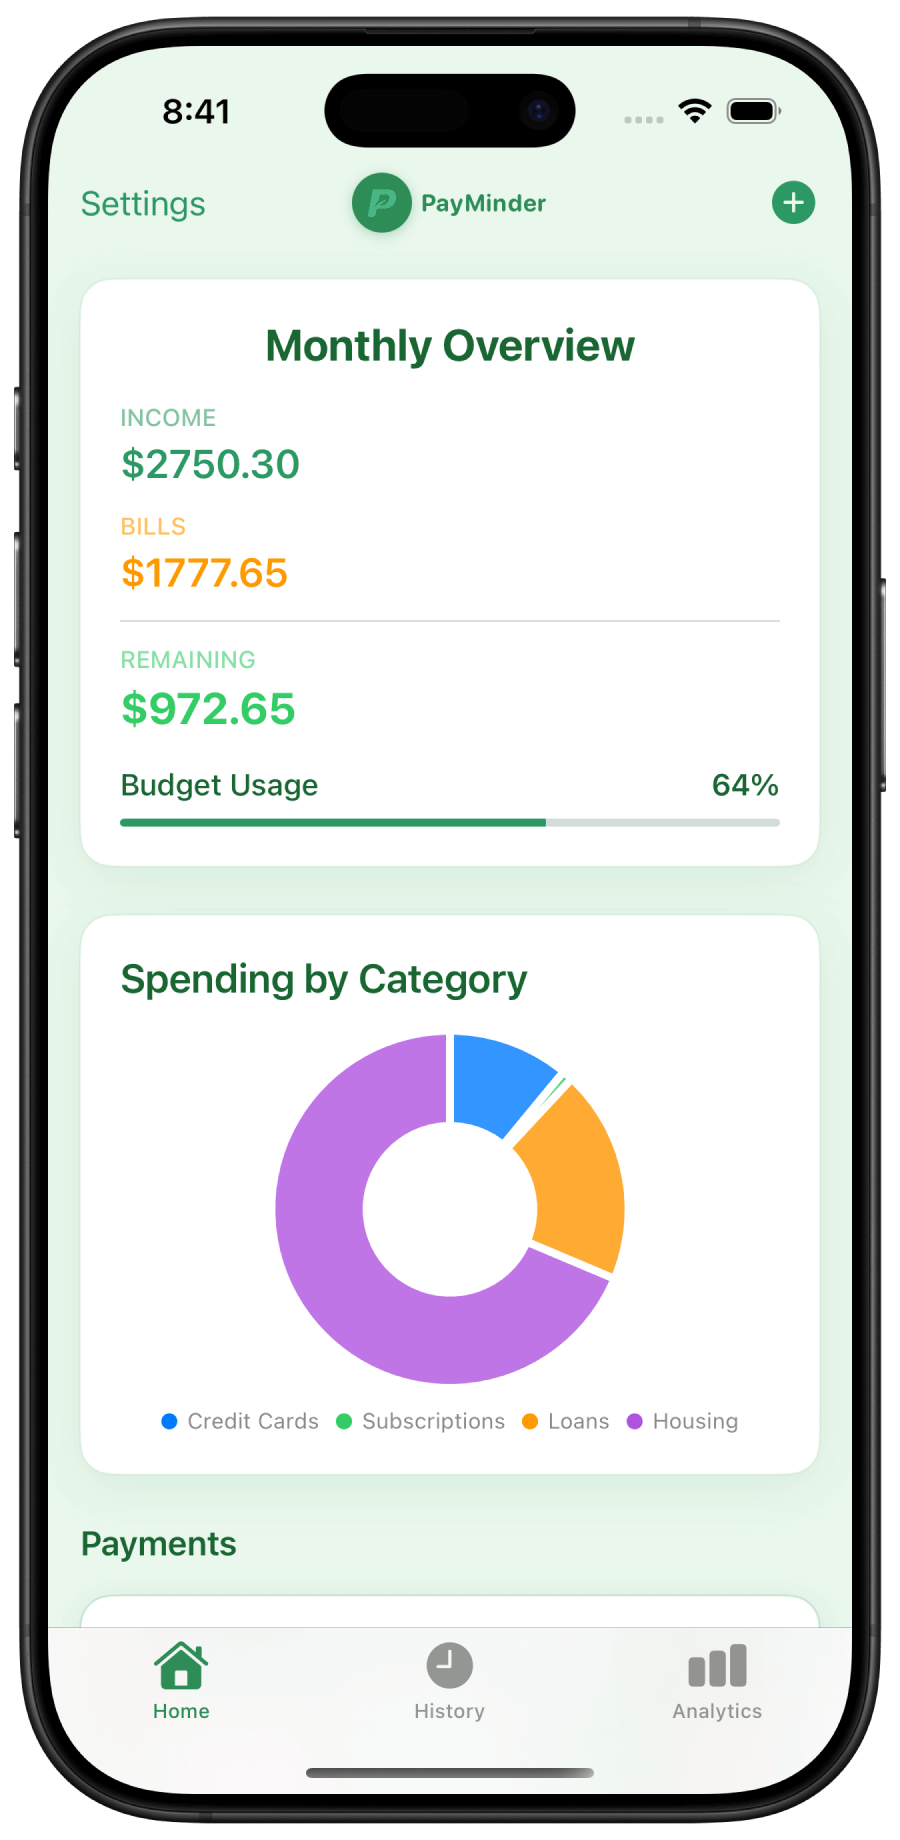 8:41
Settings
PayMinder
Monthly Overview
INCOME
$2750.30
BILLS
$1777.65
REMAINING
$972.65
Budget Usage 64%
Spending by Category
Credit Cards Subscriptions Loans Housing
Payments
Home History Analytics